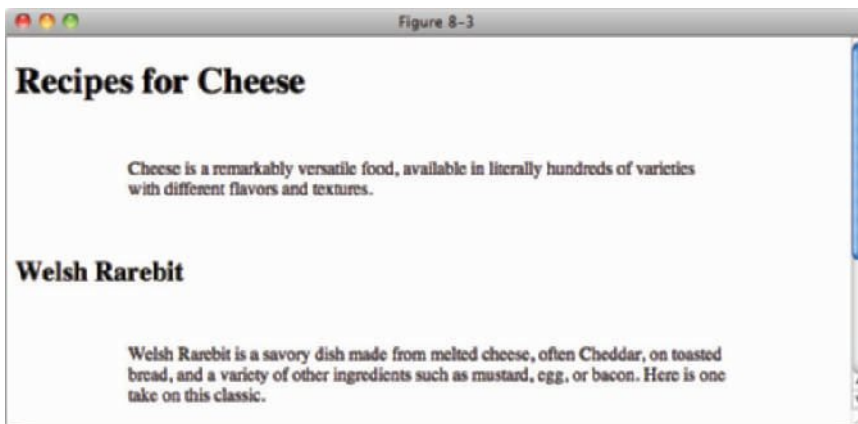 Figure 8-3
Recipes for Cheese
Cheese is a remarkably versatile food, available in literally hundreds of varieties
with different flavors and textures.
Welsh Rarebit
Welsh Rarebit is a savory dish made from melted cheese, often Cheddar, on toasted
bread, and a variety of other ingredients such as mustard, egg, or bacon. Here is one
take on this classic.